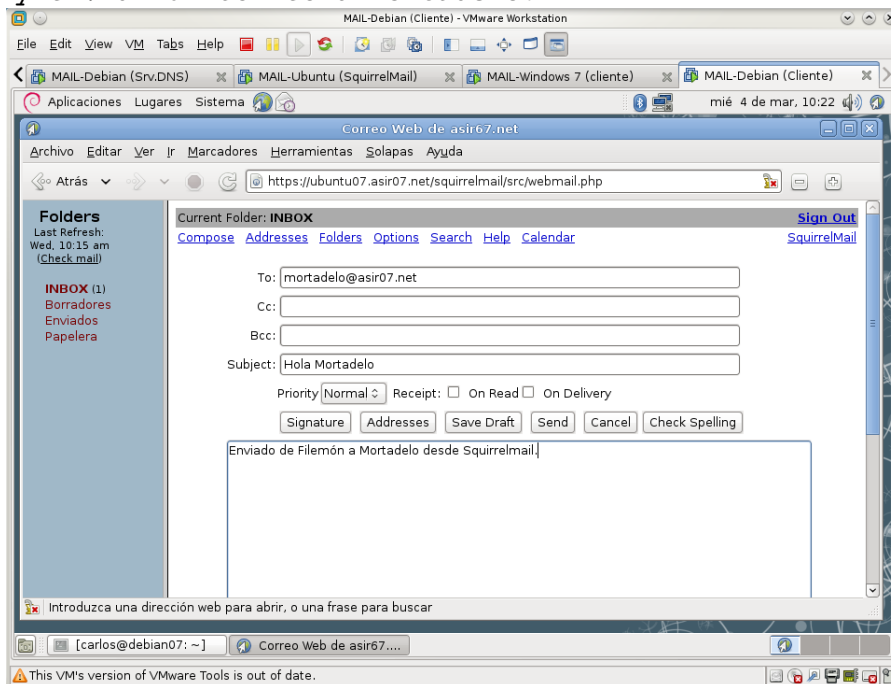 MAIL-Debian (Cliente) - VMware Workstation
File Edit View VM Tabs Help
MAIL-Debian (Srv.DNS) MAIL-Ubuntu (SquirrelMail) MAIL-Windows 7 (cliente) MAIL-Debian (Cliente)
Aplicaciones Lugares Sistema mié 4 de mar, 10:22
Correo Web de asir67.net
Archivo Editar Ver Ir Marcadores Herramientas Solapas Ayuda
Atrás https://ubuntu07.asir07.net/squirrelmail/src/webmail.php
Folders
Last Refresh:
Wed, 10:15 am
(Check mail)
INBOX (1)
Borradores
Enviados
Papelera
Current Folder: INBOX Sign Out
Compose Addresses Folders Options Search Help Calendar SquirrelMail
To: mortadelo@asir07.net
Cc:
Bcc:
Subject: Hola Mortadelo
Priority Normal Receipt: On Read On Delivery
Signature Addresses Save Draft Send Cancel Check Spelling
Enviado de Filemón a Mortadelo desde Squirrelmail.
Introduzca una dirección web para abrir, o una frase para buscar
[carlos@debian07: ~] Correo Web de asir67....
This VM's version of VMware Tools is out of date.